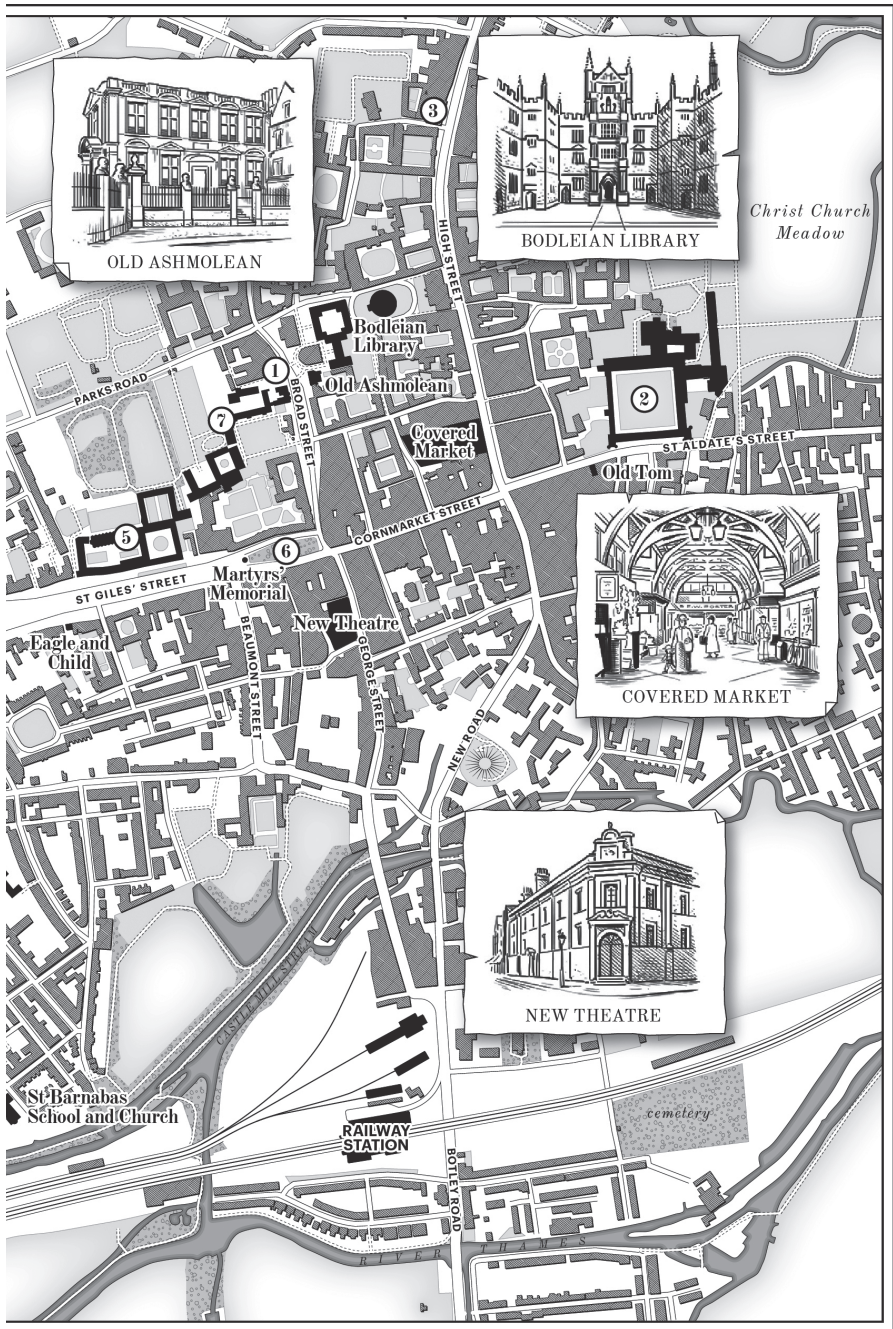 OLD ASHMOLEAN
3
BODLEIAN LIBRARY
Christ Church
Meadow
HIGH STREET
Bodleian
Library
PARKS ROAD
1
BROAD STREET
Old Ashmolean
7
2
Covered
Market
ST ALDATE'S STREET
Old Tom
CORNMARKET STREET
5
6
ST GILES' STREET
Martyrs'
Memorial
Eagle and
Child
New Theatre
BEAUMONT STREET
GEORGE STREET
COVERED MARKET
NEW ROAD
NEW THEATRE
CASTLE MILL STREAM
St Barnabas
School and Church
cemetery
RAILWAY
STATION
BOTLEY ROAD
RIVER THAMES